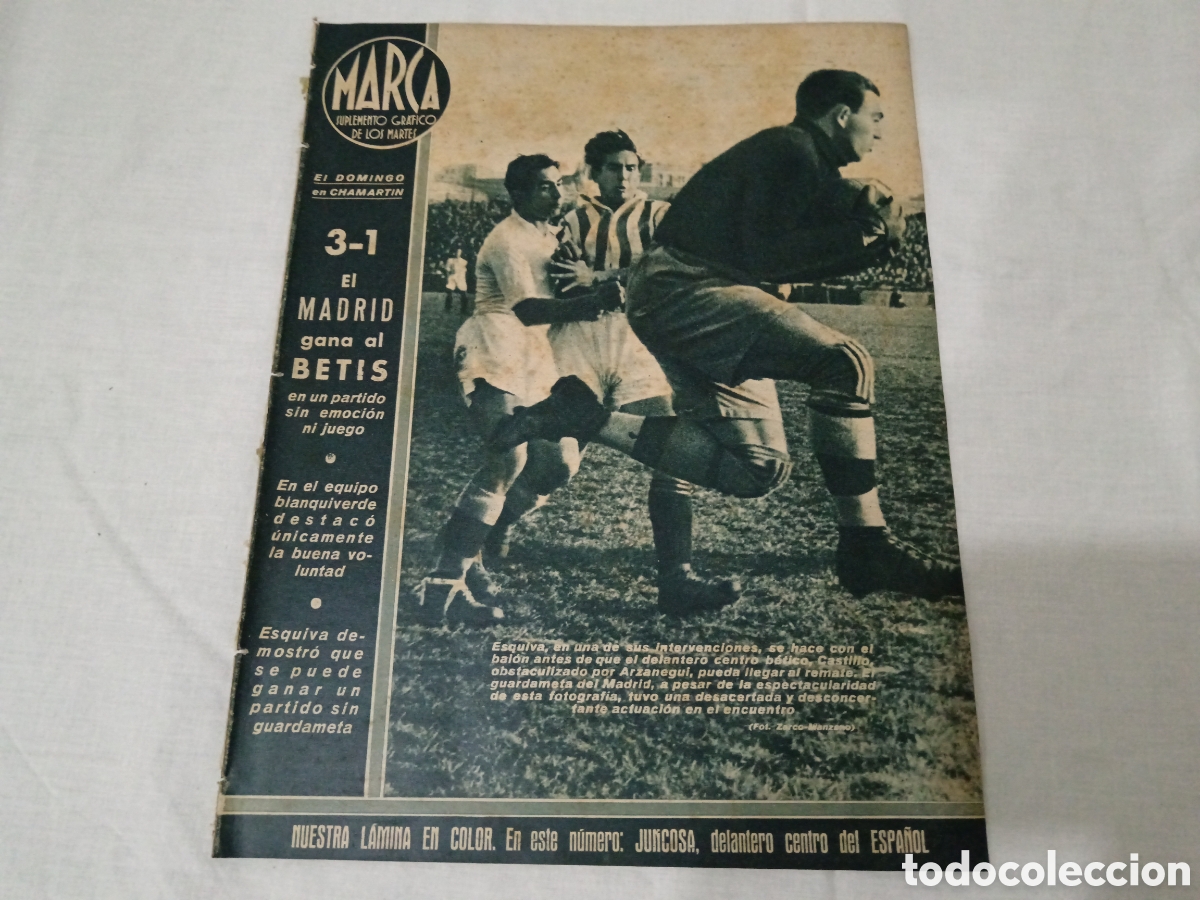 MARCA
SUPLEMENTO GRÁFICO
DE LOS MARTES
El DOMINGO
en CHAMARTIN
3-1
El
MADRID
gana al
BETIS
en un partido
sin emoción
ni juego
En el equipo
blanquiverde
destacó
únicamente
la buena vo-
luntad
Esquiva de-
mostró que
se puede
ganar un
partido sin
guardameta
Esquiva, en una de sus intervenciones, se hace con el
balón antes de que el delantero centro bético, Castillo,
obstaculizado por Arzanegui, pueda llegar al remate. El
guardameta del Madrid, a pesar de la espectacularidad
de esta fotografía, tuvo una desacertada y desconcer-
tante actuación en el encuentro
(Fot. Zarco-Manzano)
NUESTRA LÁMINA EN COLOR. En este número: JUNCOSA, delantero centro del ESPAÑOL
todocoleccion